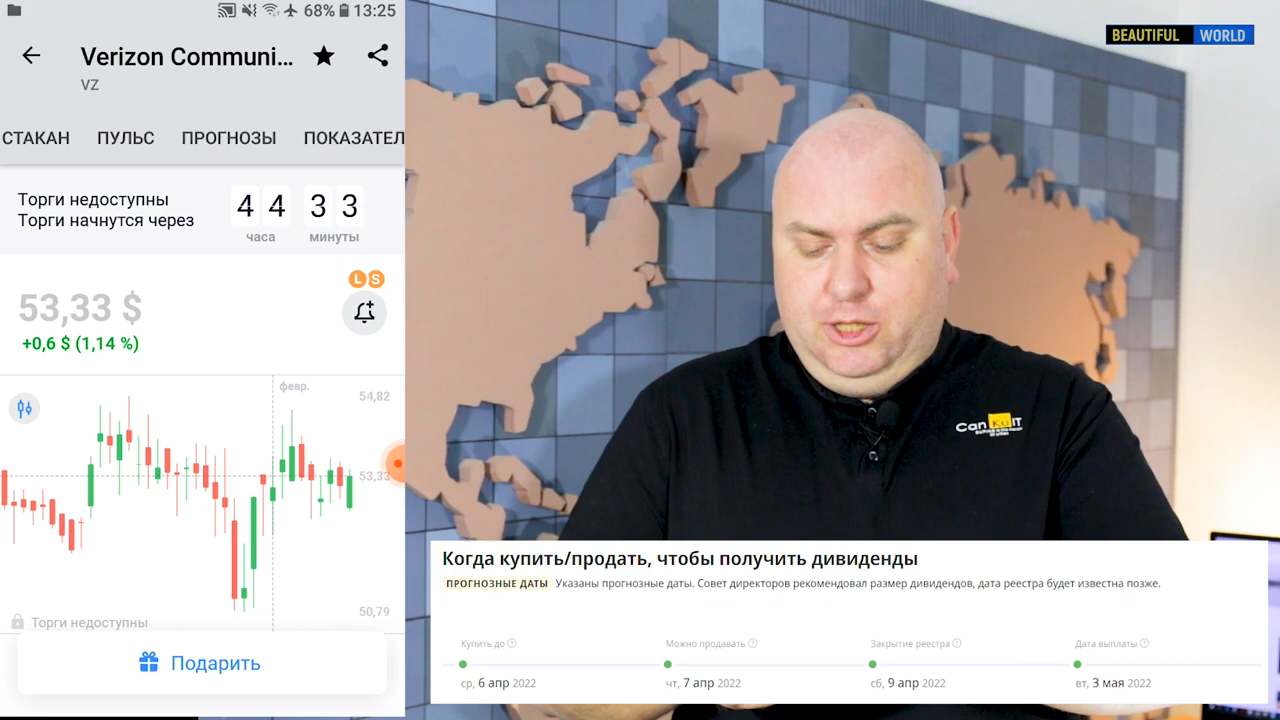 68% 13:25
Verizon Communi...
VZ
СТАКАН ПУЛЬС ПРОГНОЗЫ ПОКАЗАТЕЛ
Торги недоступны
Торги начнутся через
44 33
часа минуты
L S
53,33 $
+0,6 $ (1,14 %)
февр.
54,82
53,33
50,79
Торги недоступны
Подарить
BEAUTIFUL WORLD
Can KuIT
Когда купить/продать, чтобы получить дивиденды
ПРОГНОЗНЫЕ ДАТЫ Указаны прогнозные даты. Совет директоров рекомендовал размер дивидендов, дата реестра будет известна позже.
Купить до ? Можно продавать ? Закрытие реестра ? Дата выплаты ?
ср, 6 апр 2022 чт, 7 апр 2022 сб, 9 апр 2022 вт, 3 мая 2022